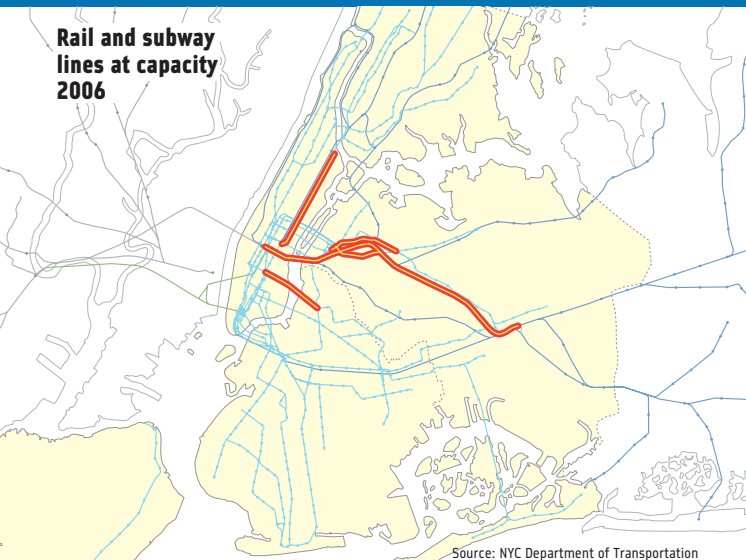 Rail and subway
lines at capacity
2006
Source: NYC Department of Transportation